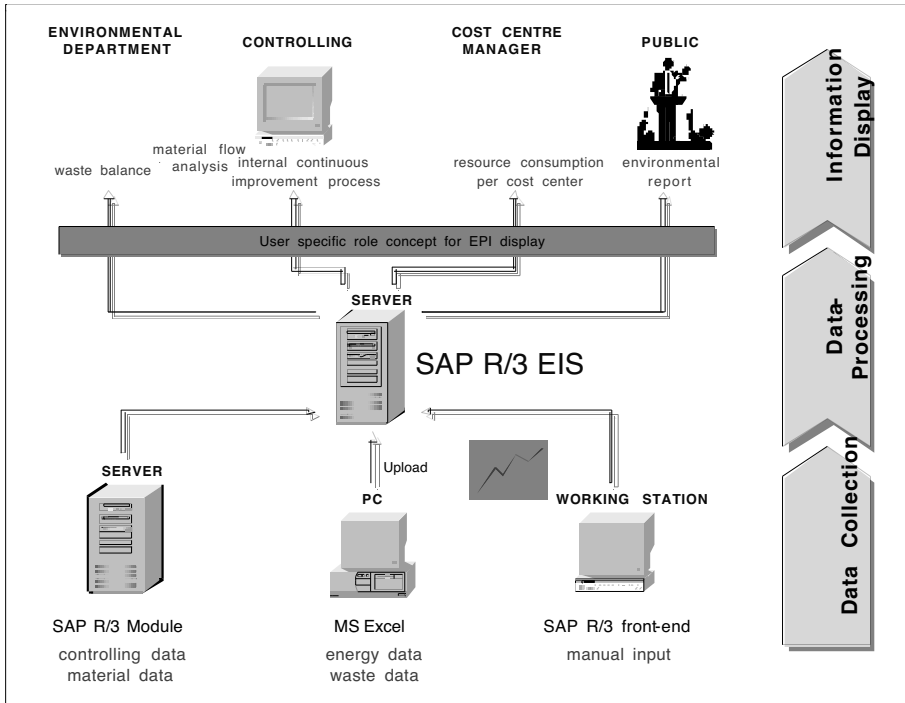 ENVIRONMENTAL
DEPARTMENT
CONTROLLING
COST CENTRE
MANAGER
PUBLIC
waste balance
material flow
analysis
internal continuous
improvement process
resource consumption
per cost center
environmental
report
User specific role concept for EPI display
SERVER
SAP R/3 EIS
SERVER
Upload
PC
WORKING STATION
SAP R/3 Module
controlling data
material data
MS Excel
energy data
waste data
SAP R/3 front-end
manual input
Information
Display
Data-
Processing
Data Collection